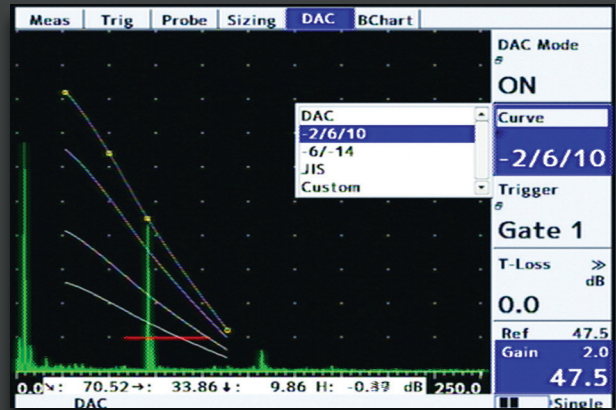 Meas Trig Probe Sizing DAC BChart
DAC Mode
ON
Curve
-2/6/10
Trigger
Gate 1
T-Loss >>
dB
0.0
Ref 47.5
Gain 2.0
47.5
DAC
-2/6/10
-6/-14
JIS
Custom
0.0 ↘: 70.52 →: 33.86 ↓: 9.86 H: dB 250.0
DAC Single